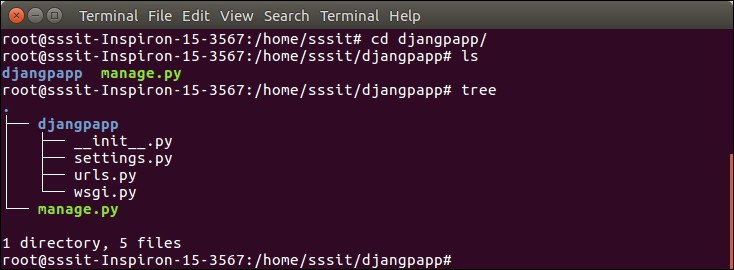 Terminal File Edit View Search Terminal Help
root@sssit-Inspiron-15-3567:/home/sssit# cd djangpapp/
root@sssit-Inspiron-15-3567:/home/sssit/djangpapp# ls
djangpapp  manage.py
root@sssit-Inspiron-15-3567:/home/sssit/djangpapp# tree
.
├── djangpapp
│   ├── __init__.py
│   ├── settings.py
│   ├── urls.py
│   └── wsgi.py
└── manage.py
1 directory, 5 files
root@sssit-Inspiron-15-3567:/home/sssit/djangpapp#